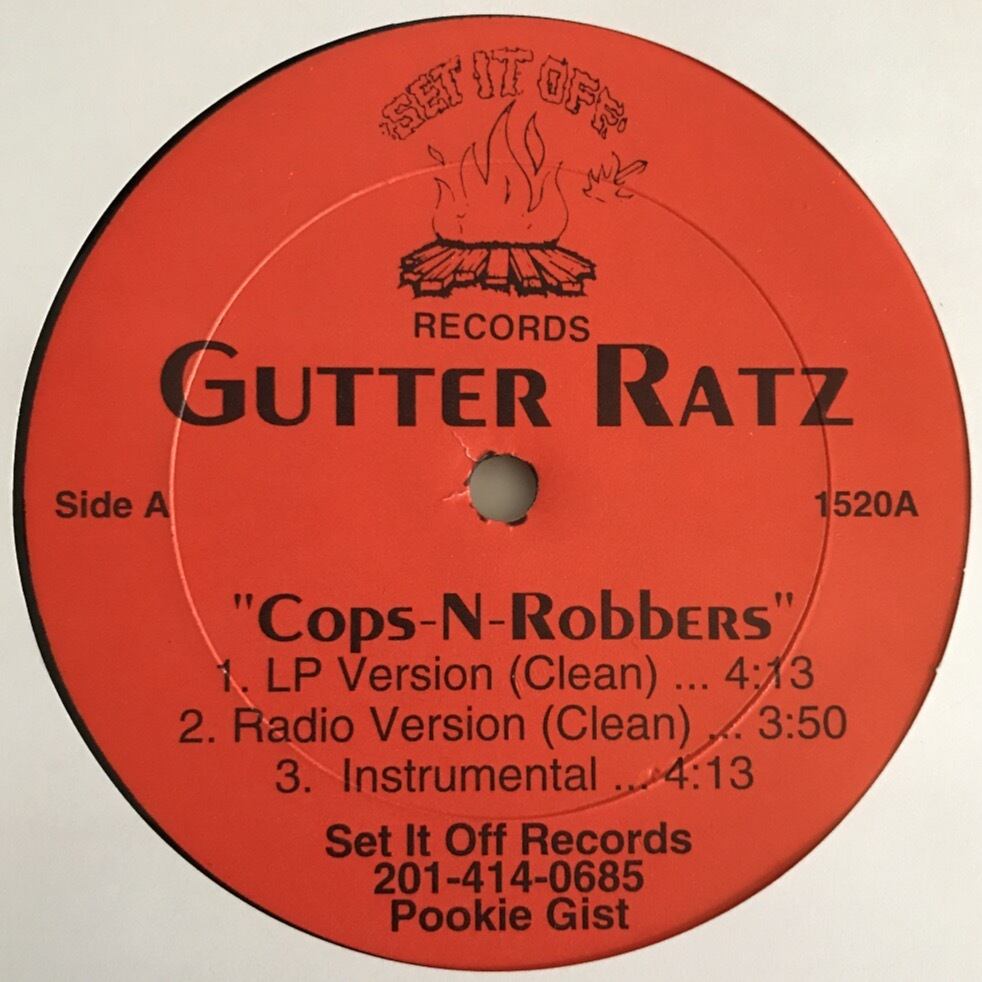 SET IT OFF
RECORDS
GUTTER RATZ
Side A
1520A
"Cops-N-Robbers"
1. LP Version (Clean) ... 4:13
2. Radio Version (Clean) ... 3:50
3. Instrumental ... 4:13
Set It Off Records
201-414-0685
Pookie Gist